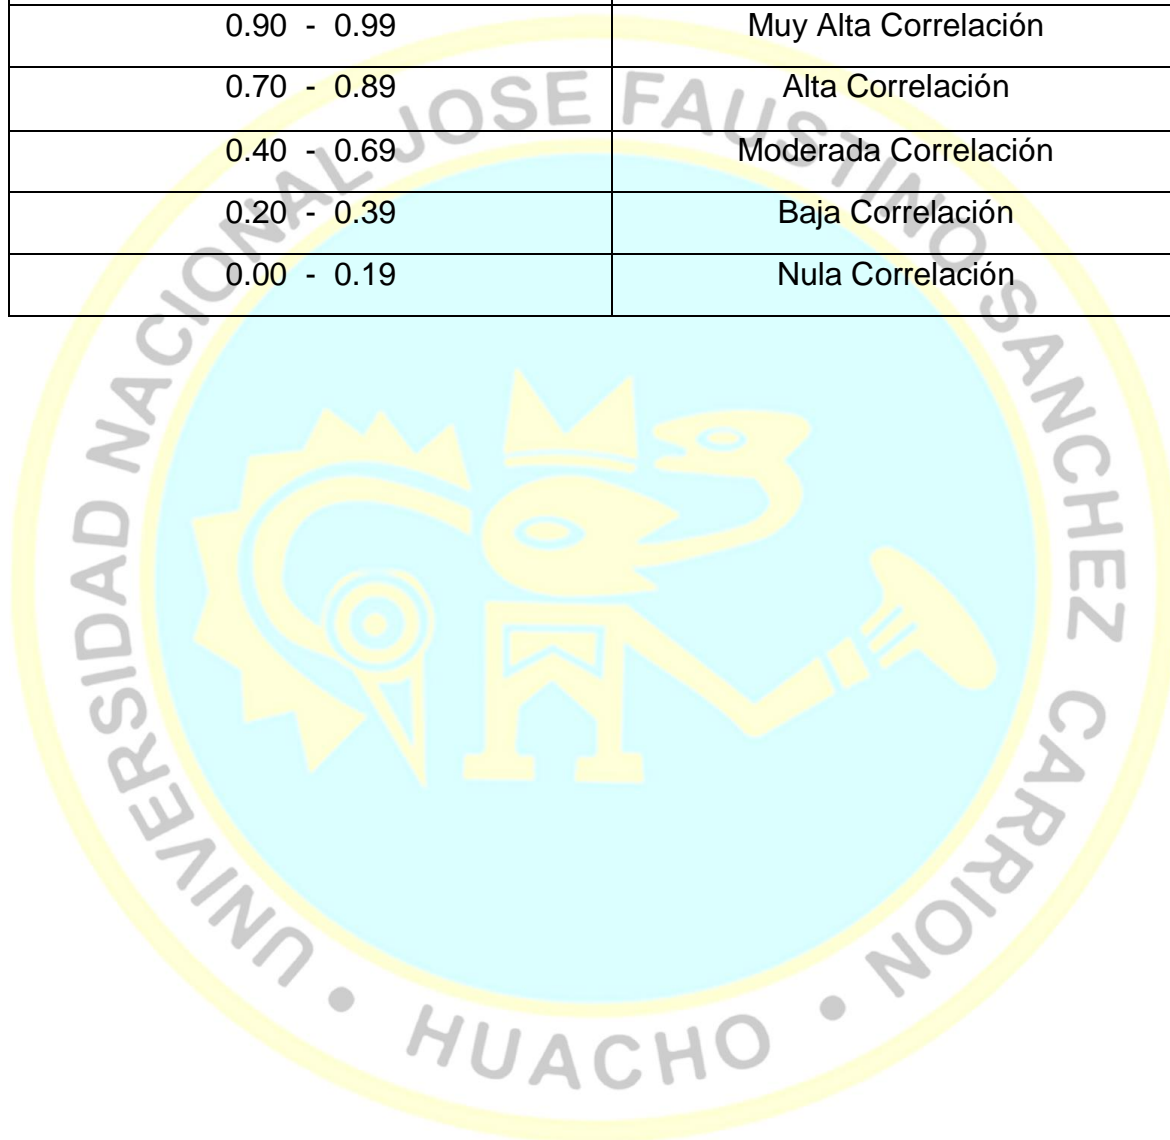 0.90 - 0.99 Muy Alta Correlación
0.70 - 0.89 Alta Correlación
0.40 - 0.69 Moderada Correlación
0.20 - 0.39 Baja Correlación
0.00 - 0.19 Nula Correlación
UNIVERSIDAD NACIONAL JOSE FAUSTINO SANCHEZ CARRION • HUACHO •